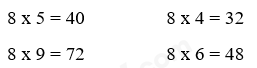 8 x 5 = 40 8 x 4 = 32
8 x 9 = 72 8 x 6 = 48